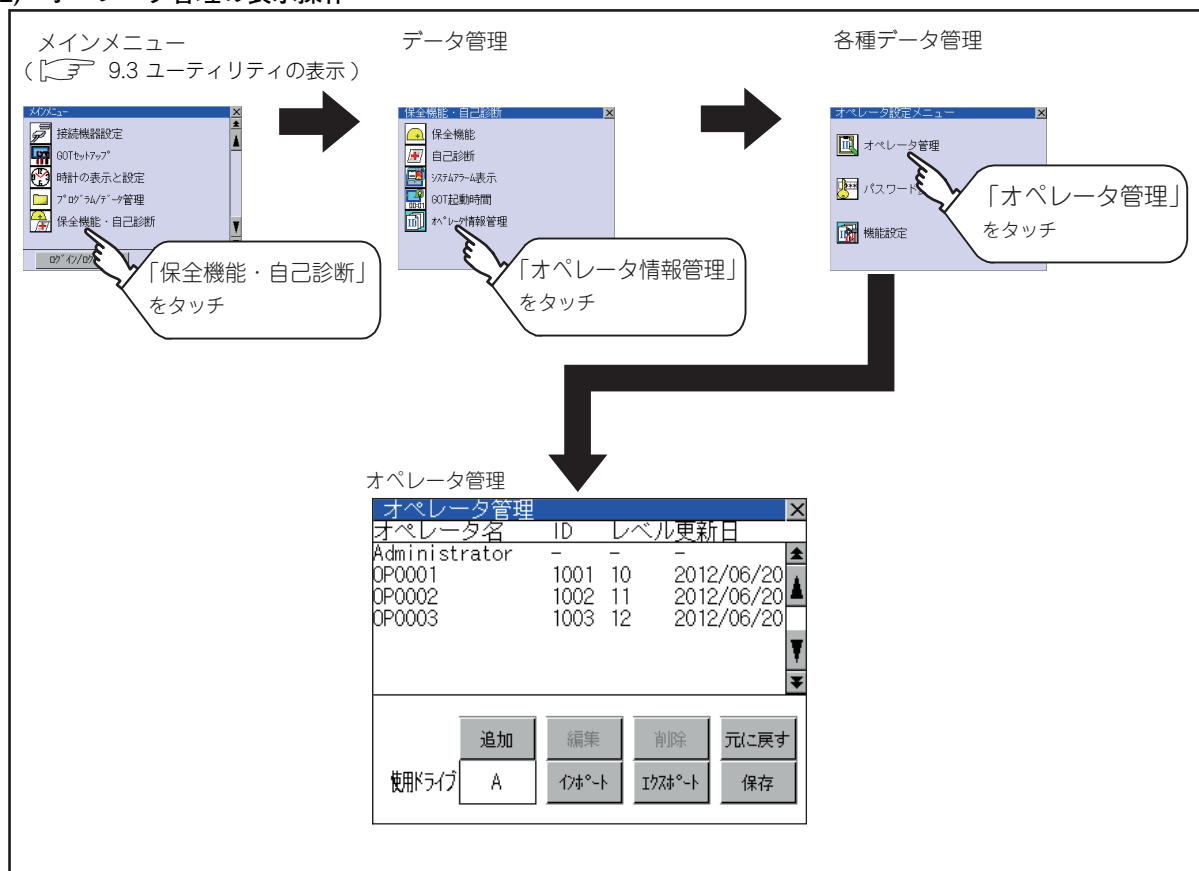 メインメニュー
( 9.3 ユーティリティの表示 )
データ管理
各種データ管理
メインメニュー
接続機器設定
GOTセットアップ
時計の表示と設定
プログラム/データ管理
保全機能・自己診断
「保全機能・自己診断」
をタッチ
保全機能・自己診断
保全機能
自己診断
システムアラーム表示
GOT起動時間
オペレータ情報管理
「オペレータ情報管理」
をタッチ
オペレータ設定メニュー
オペレータ管理
パスワード
機能設定
「オペレータ管理」
をタッチ
オペレータ管理
オペレータ管理
オペレータ名 ID レベル 更新日
Administrator - - -
OP0001 1001 10 2012/06/20
OP0002 1002 11 2012/06/20
OP0003 1003 12 2012/06/20
追加 編集 削除 元に戻す
使用ドライブ A インポート エクスポート 保存